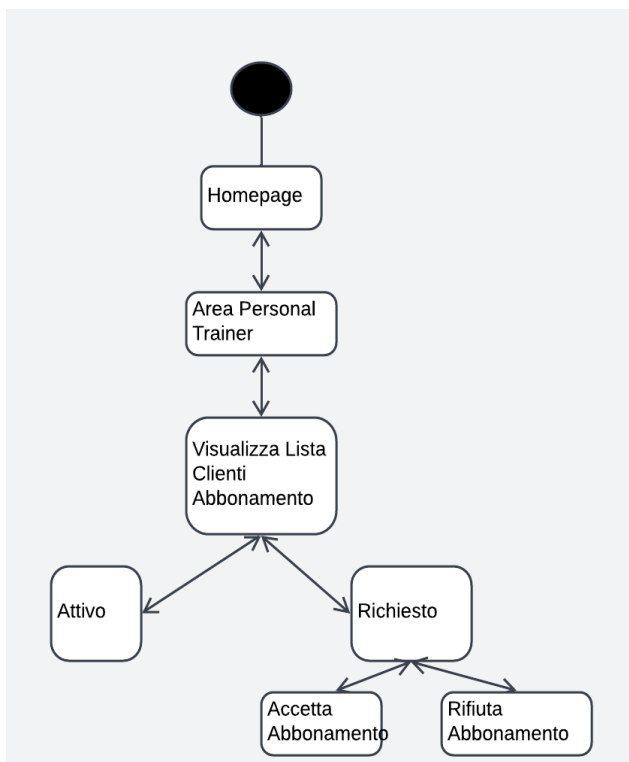 Homepage
Area Personal
Trainer
Visualizza Lista
Clienti
Abbonamento
Attivo
Richiesto
Accetta
Abbonamento
Rifiuta
Abbonamento